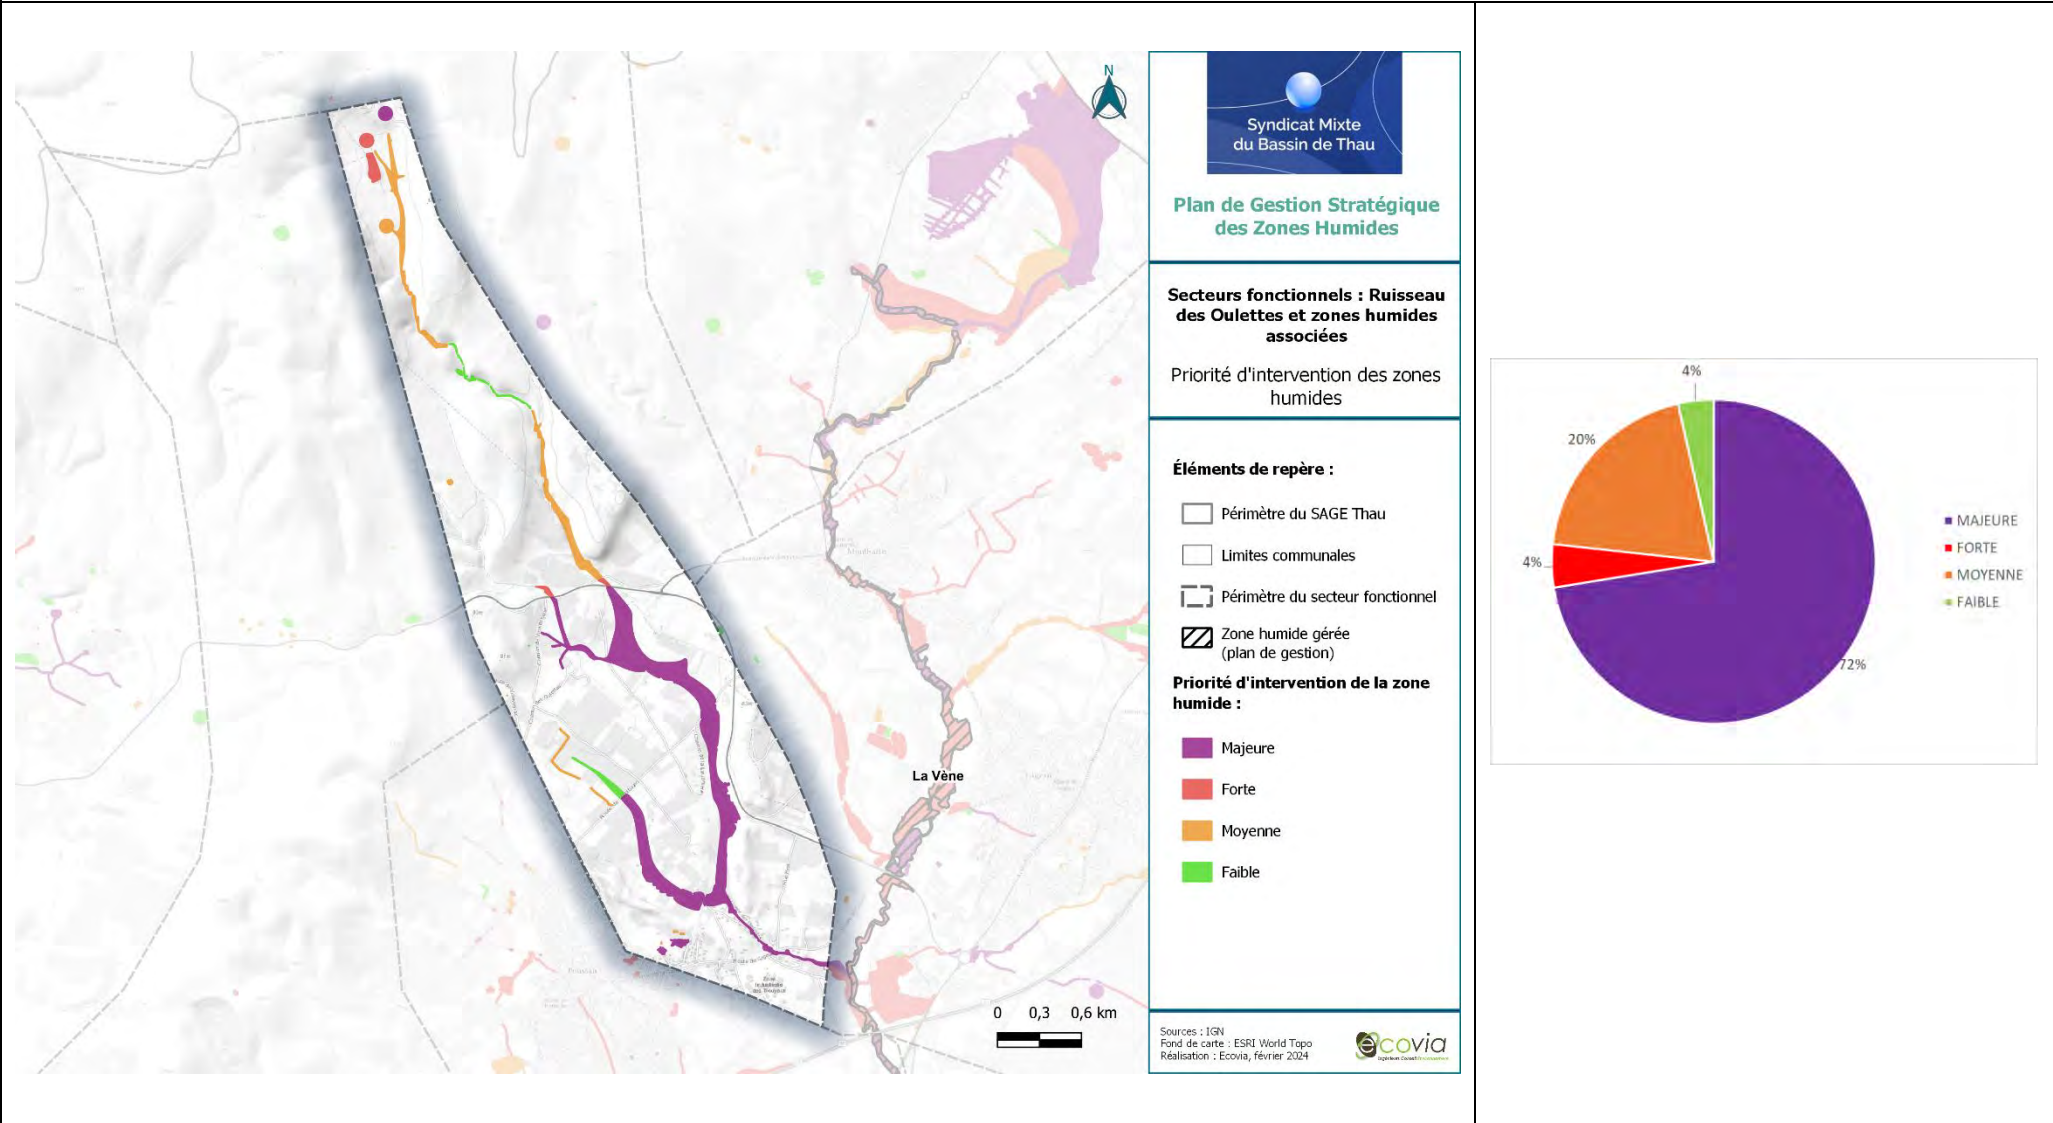 N
La Vène
0 0,3 0,6 km
Syndicat Mixte
du Bassin de Thau
Plan de Gestion Stratégique
des Zones Humides
Secteurs fonctionnels : Ruisseau
des Oulettes et zones humides
associées
Priorité d'intervention des zones
humides
Éléments de repère :
Périmètre du SAGE Thau
Limites communales
Périmètre du secteur fonctionnel
Zone humide gérée
(plan de gestion)
Priorité d'intervention de la zone
humide :
Majeure
Forte
Moyenne
Faible
Sources : IGN
Fond de carte : ESRI World Topo
Réalisation : Ecovia, février 2024
ecovia
4%
20%
4%
72%
MAJEURE
FORTE
MOYENNE
FAIBLE